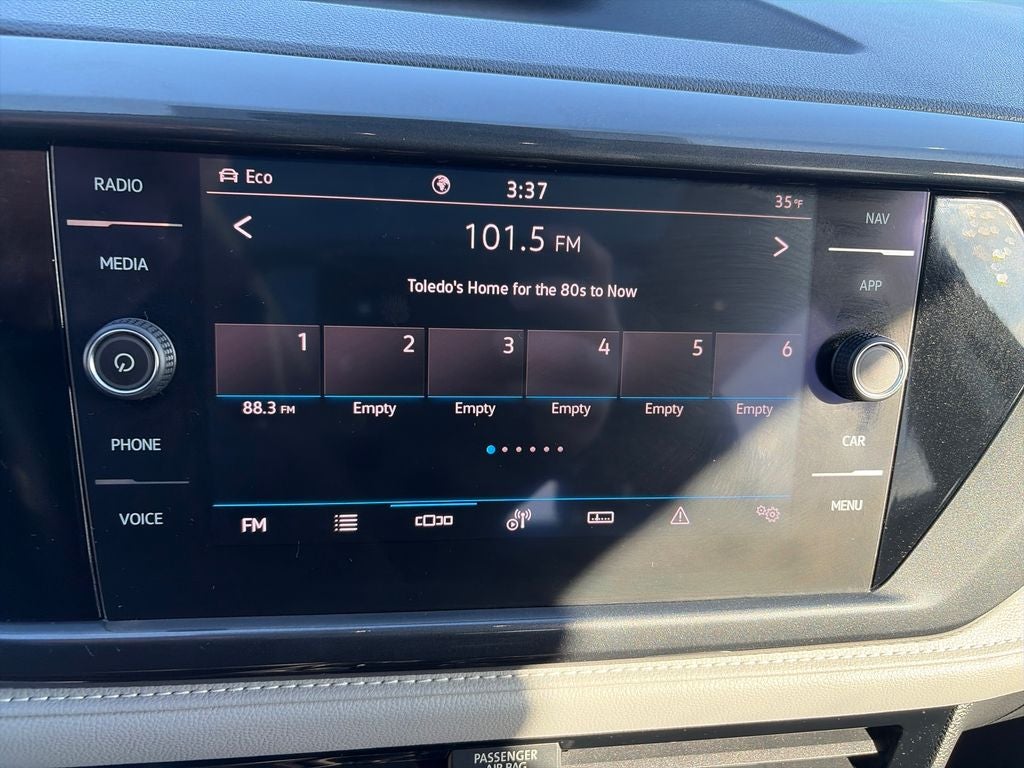 RADIO
MEDIA
PHONE
VOICE
Eco
3:37
35°F
101.5 FM
Toledo's Home for the 80s to Now
1
2
3
4
5
6
88.3 FM
Empty
Empty
Empty
Empty
Empty
FM
NAV
APP
CAR
MENU
PASSENGER
AIR BAG